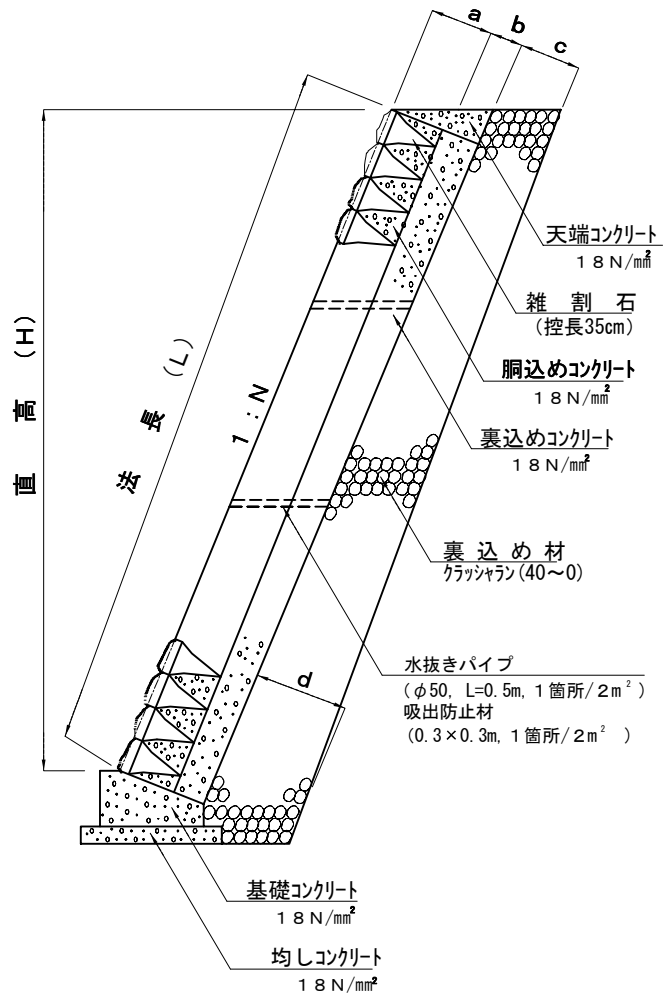 a
b
c
直高(H)
法長(L)
1:N
天端コンクリート
18N/mm²
雑割石
(控長35cm)
胴込めコンクリート
18N/mm²
裏込めコンクリート
18N/mm²
裏込め材
クラッシャラン(40~0)
d
水抜きパイプ
(φ50, L=0.5m, 1箇所/2m²)
吸出防止材
(0.3×0.3m, 1箇所/2m²)
基礎コンクリート
18N/mm²
均しコンクリート
18N/mm²